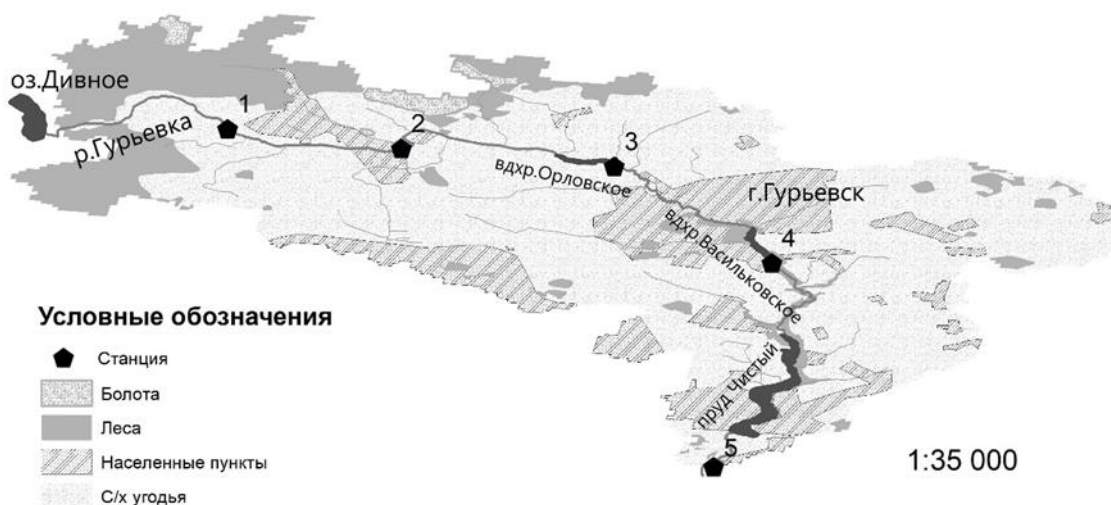 оз.Дивное
р.Гурьевка
1
2
3
вдхр.Орловское
г.Гурьевск
4
вдхр.Васильковское
пруд Чистый
5
1:35 000
Условные обозначения
Станция
Болота
Леса
Населенные пункты
С/х угодья